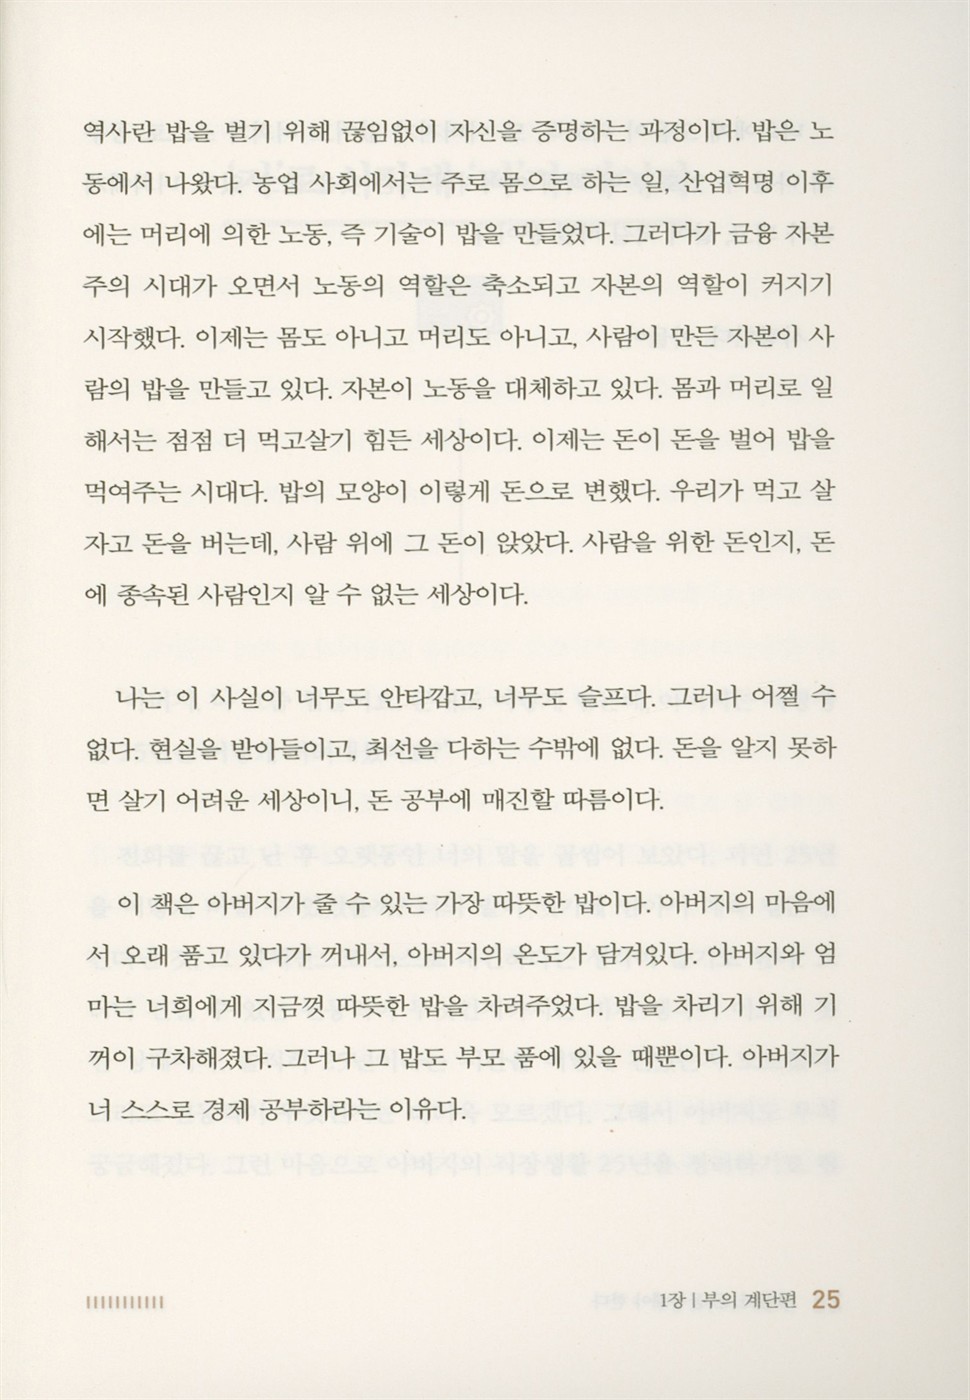 역사란 밥을 벌기 위해 끊임없이 자신을 증명하는 과정이다. 밥은 노
동에서 나왔다. 농업 사회에서는 주로 몸으로 하는 일, 산업혁명 이후
에는 머리에 의한 노동, 즉 기술이 밥을 만들었다. 그러다가 금융 자본
주의 시대가 오면서 노동의 역할은 축소되고 자본의 역할이 커지기
시작했다. 이제는 몸도 아니고 머리도 아니고, 사람이 만든 자본이 사
람의 밥을 만들고 있다. 자본이 노동을 대체하고 있다. 몸과 머리로 일
해서는 점점 더 먹고살기 힘든 세상이다. 이제는 돈이 돈을 벌어 밥을
먹여주는 시대다. 밥의 모양이 이렇게 돈으로 변했다. 우리가 먹고 살
자고 돈을 버는데, 사람 위에 그 돈이 앉았다. 사람을 위한 돈인지, 돈
에 종속된 사람인지 알 수 없는 세상이다.
나는 이 사실이 너무도 안타깝고, 너무도 슬프다. 그러나 어쩔 수
없다. 현실을 받아들이고, 최선을 다하는 수밖에 없다. 돈을 알지 못하
면 살기 어려운 세상이니, 돈 공부에 매진할 따름이다.
이 책은 아버지가 줄 수 있는 가장 따뜻한 밥이다. 아버지의 마음에
서 오래 품고 있다가 꺼내서, 아버지의 온도가 담겨있다. 아버지와 엄
마는 너희에게 지금껏 따뜻한 밥을 차려주었다. 밥을 차리기 위해 기
꺼이 구차해졌다. 그러나 그 밥도 부모 품에 있을 때뿐이다. 아버지가
너 스스로 경제 공부하라는 이유다.
1장 | 부의 계단편 25